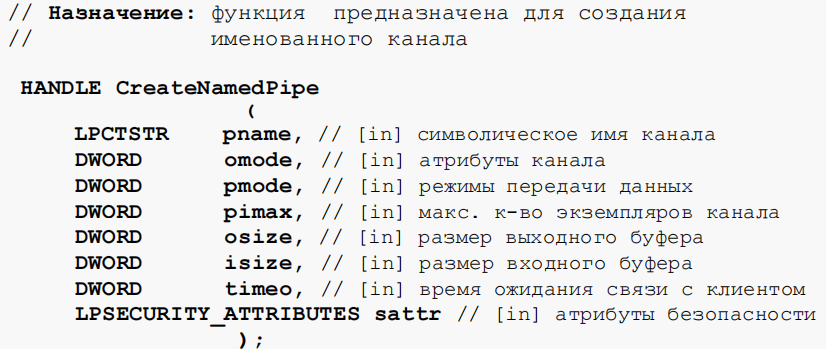 // Назначение: функция предназначена для создания
// именованного канала
HANDLE CreateNamedPipe
(
LPCTSTR pname, // [in] символическое имя канала
DWORD omode, // [in] атрибуты канала
DWORD pmode, // [in] режимы передачи данных
DWORD pimax, // [in] макс. к-во экземпляров канала
DWORD osize, // [in] размер выходного буфера
DWORD isize, // [in] размер входного буфера
DWORD timeo, // [in] время ожидания связи с клиентом
LPSECURITY_ATTRIBUTES sattr // [in] атрибуты безопасности
);